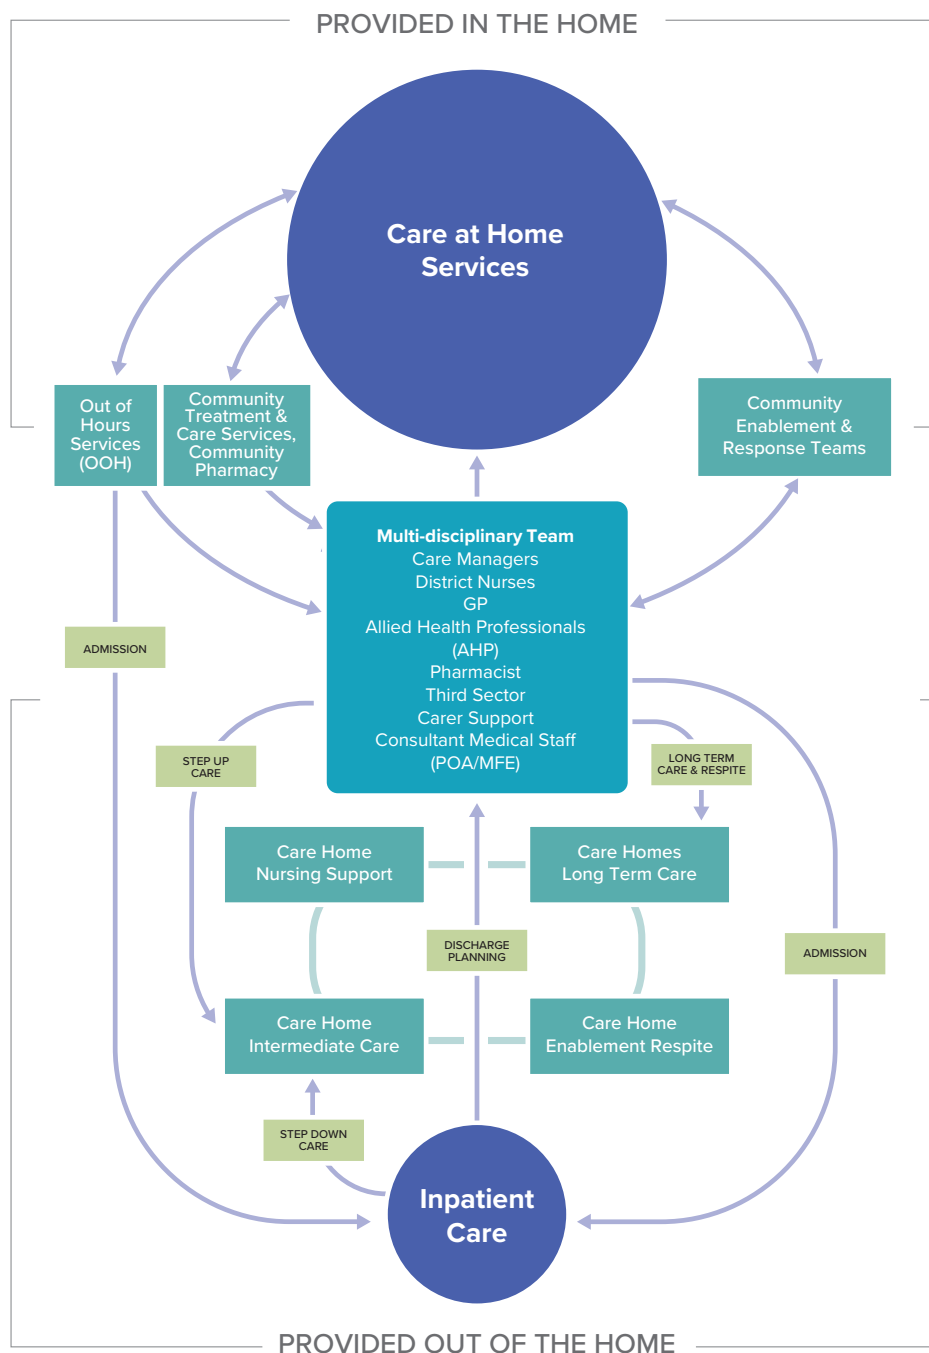 PROVIDED IN THE HOME
Care at Home
Services
Out of
Hours
Services
(OOH)
Community
Treatment &
Care Services,
Community
Pharmacy
Community
Enablement &
Response Teams
Multi-disciplinary Team
Care Managers
District Nurses
GP
Allied Health Professionals
(AHP)
Pharmacist
Third Sector
Carer Support
Consultant Medical Staff
(POA/MFE)
ADMISSION
STEP UP
CARE
LONG TERM
CARE & RESPITE
Care Home
Nursing Support
Care Homes
Long Term Care
DISCHARGE
PLANNING
ADMISSION
Care Home
Intermediate Care
Care Home
Enablement Respite
STEP DOWN
CARE
Inpatient
Care
PROVIDED OUT OF THE HOME